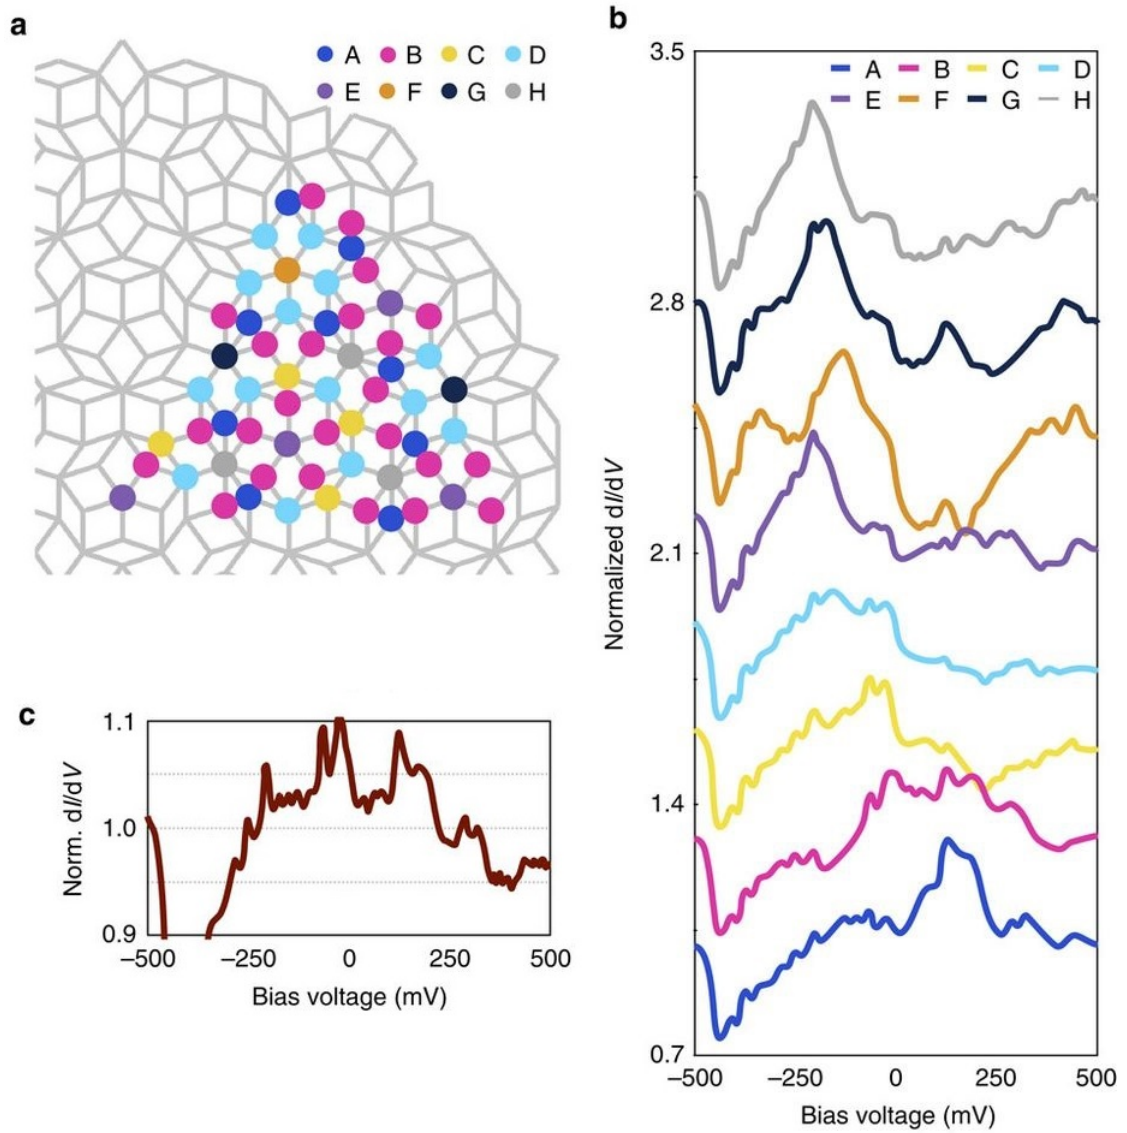 a
A B C D
E F G H
b
3.5
A B C D
E F G H
2.8
2.1
1.4
0.7
Normalized dI/dV
−500 −250 0 250 500
Bias voltage (mV)
c
1.1
1.0
0.9
Norm. dI/dV
−500 −250 0 250 500
Bias voltage (mV)